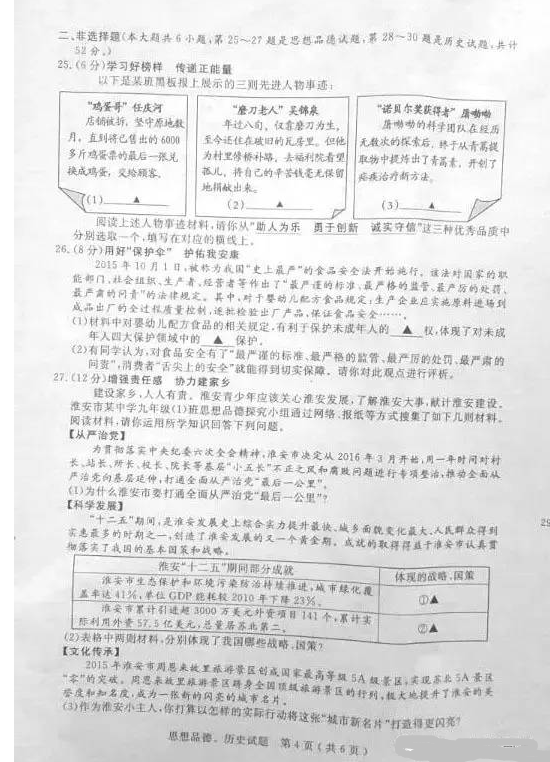 二、非选择题(本大题共6小题,第25~27题是思想品德试题,第28~30题是历史试题,共计
52分。)
25.(6分)学习好榜样 传递正能量
以下是某班黑板报上展示的三则先进人物事迹:
“鸡蛋哥”任庆河
店铺被拆,坚守原地数
月,直到将已售出的6000
多斤鸡蛋票的最后一张兑
换成鸡蛋,交给顾客。
(1) ▲
“磨刀老人”吴锦泉
年过八旬,仅靠磨刀为生,
至今还住在破旧的瓦房里。但他
为村里修桥补路,去福利院看望
孤儿,将自己的辛苦钱毫无保留
地捐献出来。
(2) ▲
“诺贝尔奖获得者”屠呦呦
屠呦呦的科学团队在经历
无数次的探索后,终于从青蒿提
取物中提炼出了青蒿素,开创了
疟疾治疗新方法。
(3) ▲
阅读上述人物事迹材料,请你从“助人为乐 勇于创新 诚实守信”这三种优秀品质中
分别选取一个,填写在对应的横线上。
26.(8分)用好“保护伞” 护佑我安康
2015年10月1日,被称为我国“史上最严”的食品安全法开始施行。该法对国家的职
能部门、社会组织、生产者、经营者等作出了“最严谨的标准、最严格的监管、最严厉的处罚、
最严肃的问责”的法律规定。其中,对于婴幼儿配方食品规定:生产企业应实施原料进场到
成品出厂的全过程质量控制,逐批检验出厂产品,保证食品安全……。
(1)材料中对婴幼儿配方食品的相关规定,有利于保护未成年人的 ▲ 权,体现了对未成
年人四大保护领域中的 ▲ 保护。
(2)有同学认为,对食品安全有了“最严谨的标准、最严格的监管、最严厉的处罚、最严肃的
问责”,消费者“舌尖上的安全”就能得到切实保障。请你对此观点进行评析。
27.(12分)增强责任感 协力建家乡
建设家乡,人人有责。淮安青少年应该关心淮安发展,了解淮安大事,献计淮安建设。
淮安市某中学九年级(1)班思想品德探究小组通过网络、报纸等方式搜集了如下几则材料。
阅读材料,请你运用所学知识回答下列问题。
【从严治党】
为贯彻落实中央纪委六次全会精神,淮安市决定从2016年3月开始,用一年时间对村
长、站长、所长、校长、院长等基层“小五长”不正之风和腐败问题进行专项整治,推动全面从
严治党向基层延伸,打通全面从严治党“最后一公里”。
(1)为什么淮安市要打通全面从严治党“最后一公里”?
【科学发展】
“十二五”期间,是淮安发展史上综合实力提升最快、城乡面貌变化最大、人民群众得到
实惠最多的时期之一,创造了淮安发展的又一个黄金期。成就的取得得益于淮安市认真贯
彻落实了我国的基本国策和战略。
淮安“十二五”期间部分成就 体现的战略、国策
淮安市生态保护和环境污染防治持续推进,城市绿化覆
盖率达41%,单位GDP能耗较2010年下降23%。 ①▲
淮安市累计引进超3000万美元外资项目141个,累计实
际利用外资57.5亿美元,总量居苏北第二。 ②▲
(2)表格中两则材料,分别体现了我国哪些战略、国策?
【文化传承】
2015年淮安市周恩来故里旅游景区创成国家最高等级5A级景区,实现苏北5A景区
“零”的突破。周恩来故里旅游景区跻身全国顶级旅游景区的行列,极大地提升了淮安的美
誉度和知名度,成为一张新的闪亮的城市名片。
(3)作为淮安小主人,你打算以怎样的实际行动将这张“城市新名片”打造得更闪亮?
思想品德、历史试题 第4页(共6页)
29